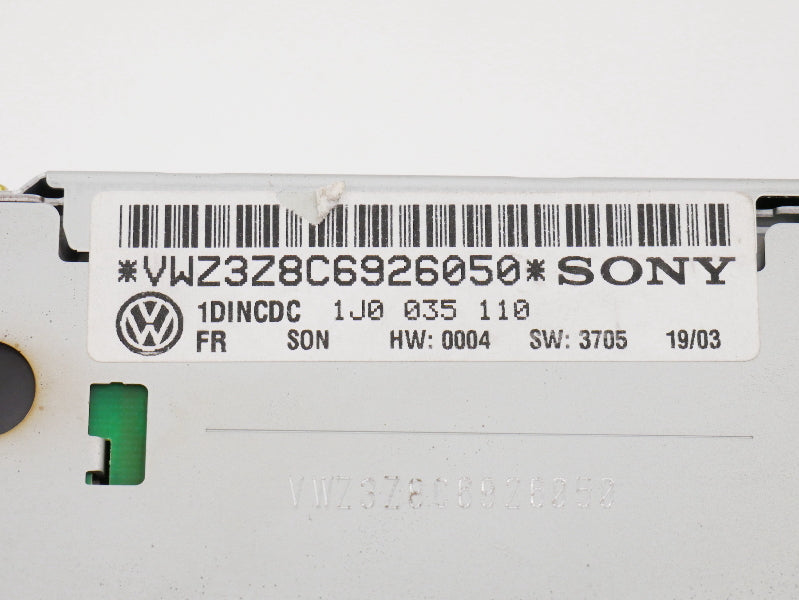 *VWZ3Z8C6926050* SONY
1DINCDC 1J0 035 110
FR SON HW: 0004 SW: 3705 19/03
VWZ3Z8C6926050